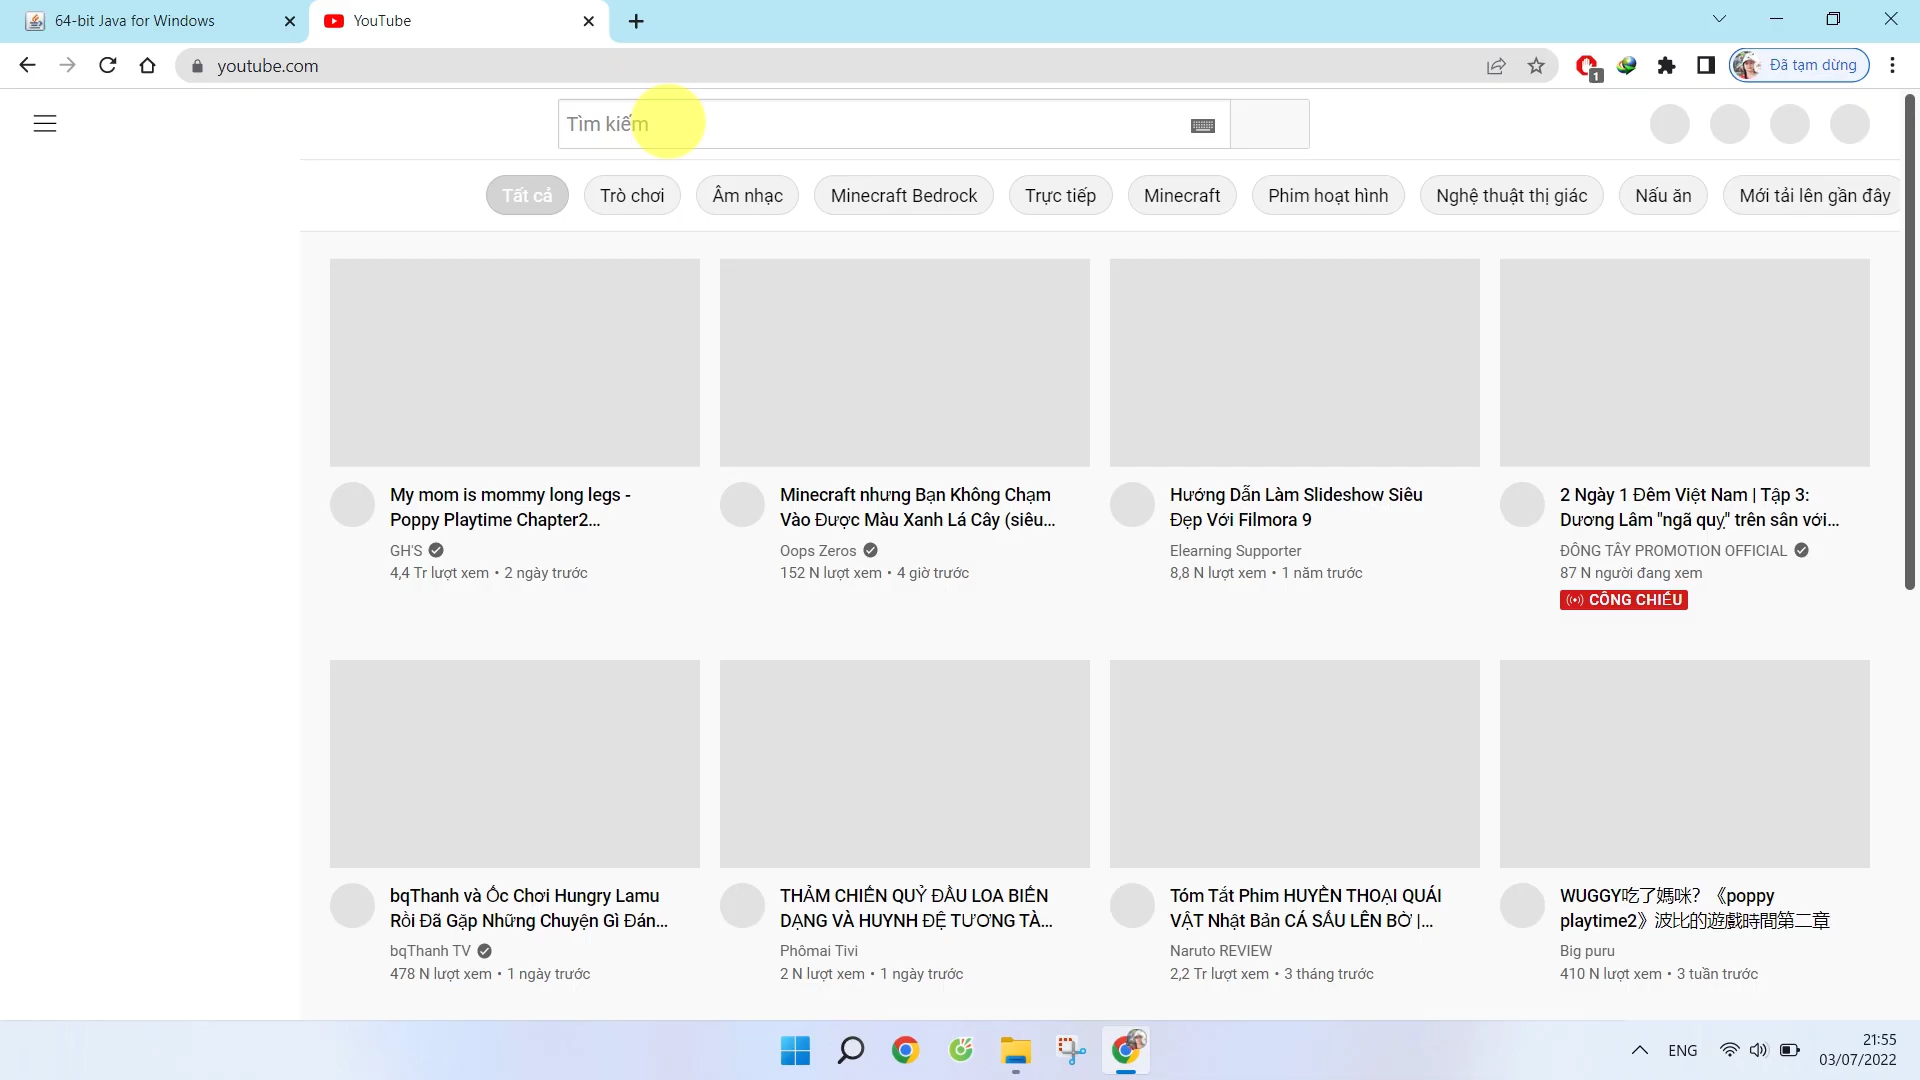 64-bit Java for Windows
YouTube
youtube.com
1
Đã tạm dừng
Tìm kiếm
Tất cả
Trò chơi
Âm nhạc
Minecraft Bedrock
Trực tiếp
Minecraft
Phim hoạt hình
Nghệ thuật thị giác
Nấu ăn
Mới tải lên gần đây
My mom is mommy long legs -
Poppy Playtime Chapter2...
GH'S
4,4 Tr lượt xem • 2 ngày trước
Minecraft nhưng Bạn Không Chạm
Vào Được Màu Xanh Lá Cây (siêu...
Oops Zeros
152 N lượt xem • 4 giờ trước
Hướng Dẫn Làm Slideshow Siêu
Đẹp Với Filmora 9
Elearning Supporter
8,8 N lượt xem • 1 năm trước
2 Ngày 1 Đêm Việt Nam | Tập 3:
Dương Lâm "ngã quỵ" trên sân với...
ĐÔNG TÂY PROMOTION OFFICIAL
87 N người đang xem
CÔNG CHIẾU
bqThanh và Ốc Chơi Hungry Lamu
Rồi Đã Gặp Những Chuyện Gì Đán...
bqThanh TV
478 N lượt xem • 1 ngày trước
THẢM CHIẾN QUỶ ĐẦU LOA BIẾN
DẠNG VÀ HUYNH ĐỆ TƯƠNG TÀ...
Phômai Tivi
2 N lượt xem • 1 ngày trước
Tóm Tắt Phim HUYỀN THOẠI QUÁI
VẬT Nhật Bản CÁ SẤU LÊN BỜ |...
Naruto REVIEW
2,2 Tr lượt xem • 3 tháng trước
WUGGY吃了媽咪？《poppy
playtime2》波比的遊戲時間第二章
Big puru
410 N lượt xem • 3 tuần trước
ENG
21:55
03/07/2022